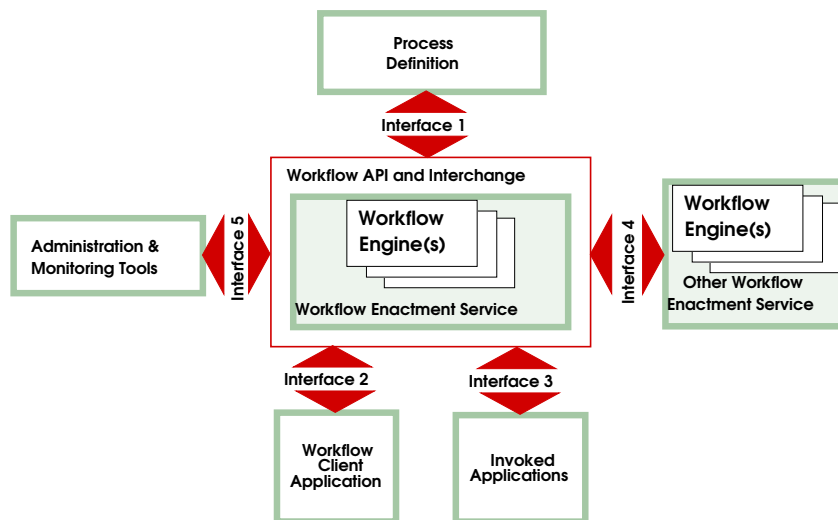 Process
Definition
Interface 1
Workflow API and Interchange
Workflow
Engine(s)
Workflow Enactment Service
Administration &
Monitoring Tools
Interface 5
Interface 4
Workflow
Engine(s)
Other Workflow
Enactment Service
Interface 2
Interface 3
Workflow
Client
Application
Invoked
Applications